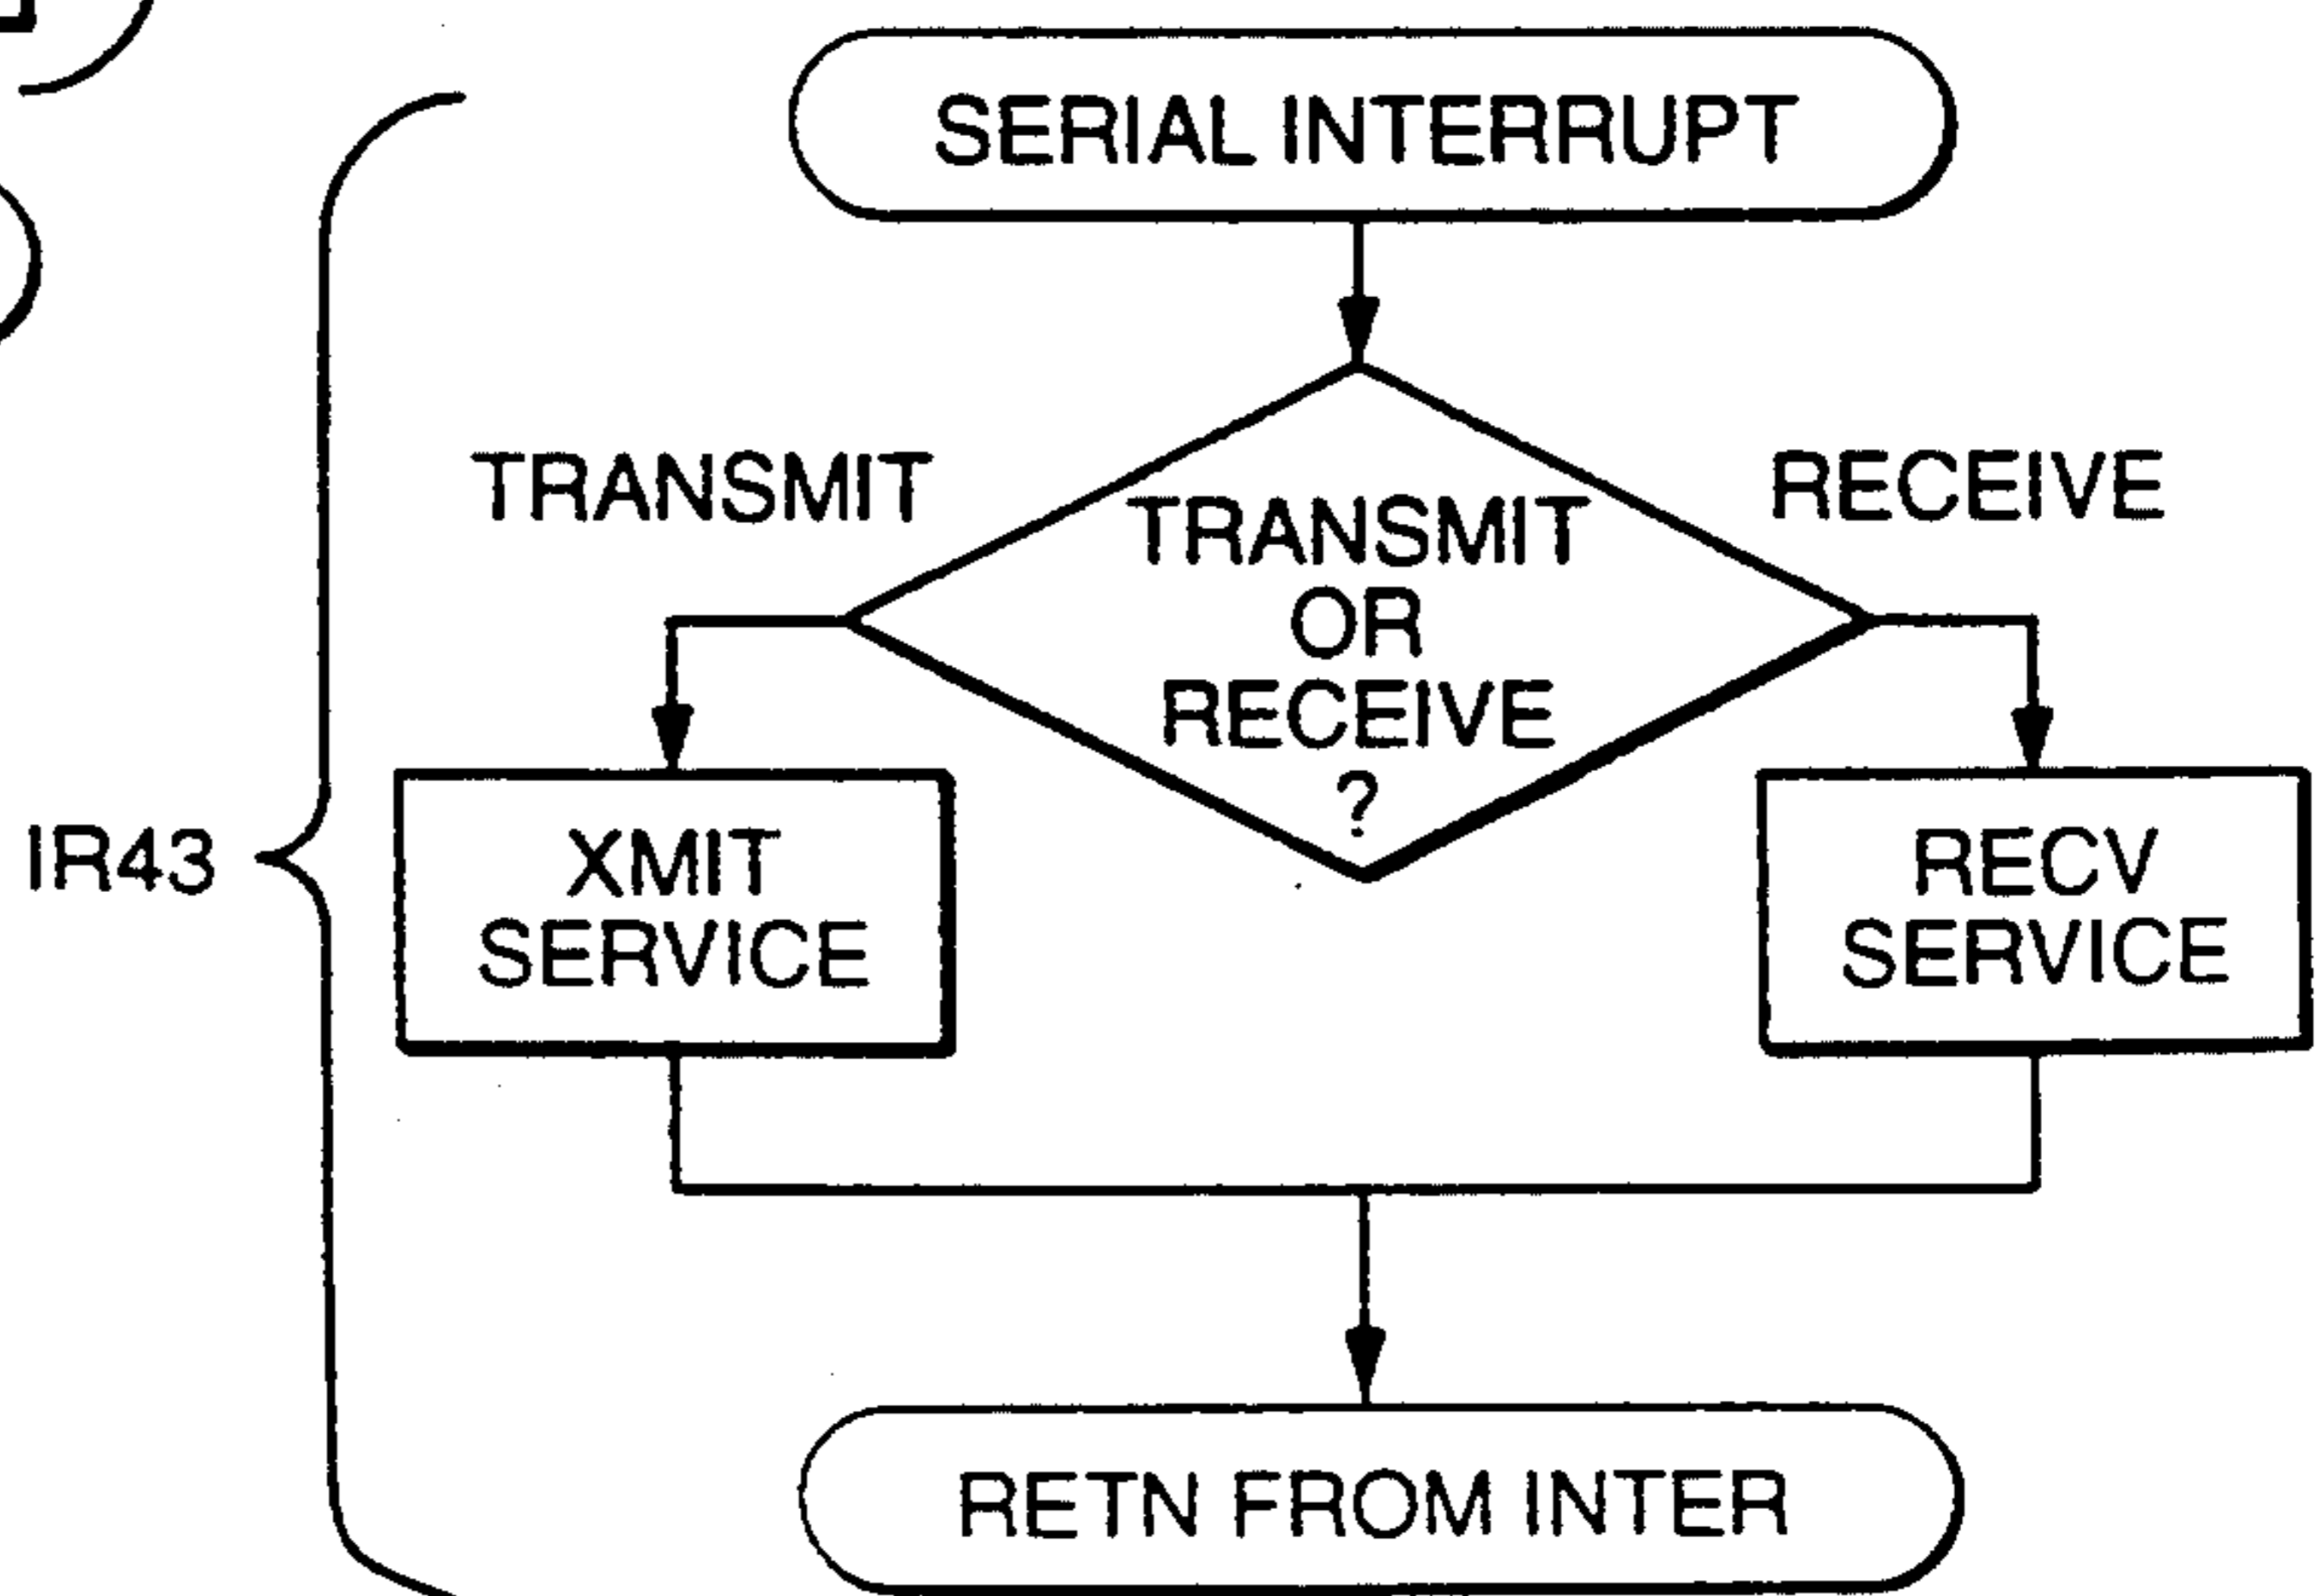 SERIAL INTERRUPT
TRANSMIT
RECEIVE
TRANSMIT
OR
RECEIVE
?
IR43
XMIT
SERVICE
RECV
SERVICE
RETN FROM INTER